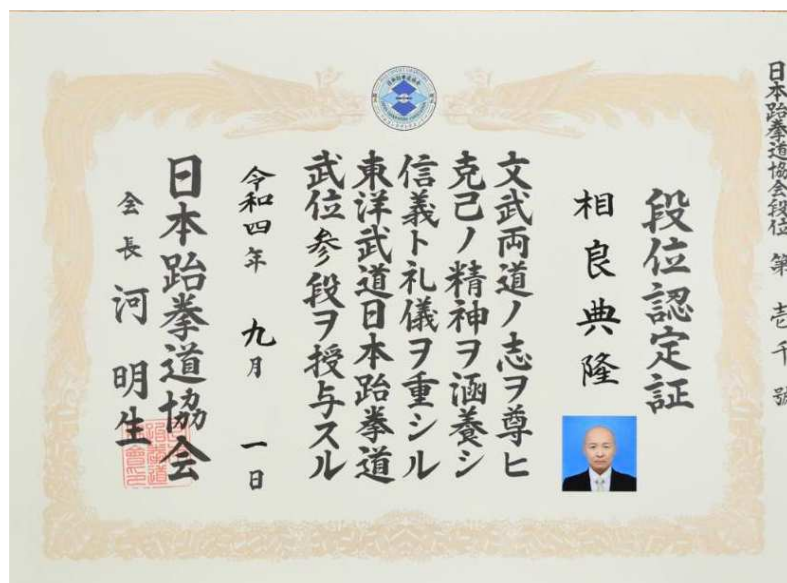 日本跆拳道協会段位 第 壱千號
段位認定証
相良典隆
文武両道ノ志ヲ尊ヒ
克己ノ精神ヲ涵養シ
信義ト礼儀ヲ重シル
東洋武道日本跆拳道
武位参段ヲ授与スル
令和四年 九月 一日
日本跆拳道協会
会長 河明生